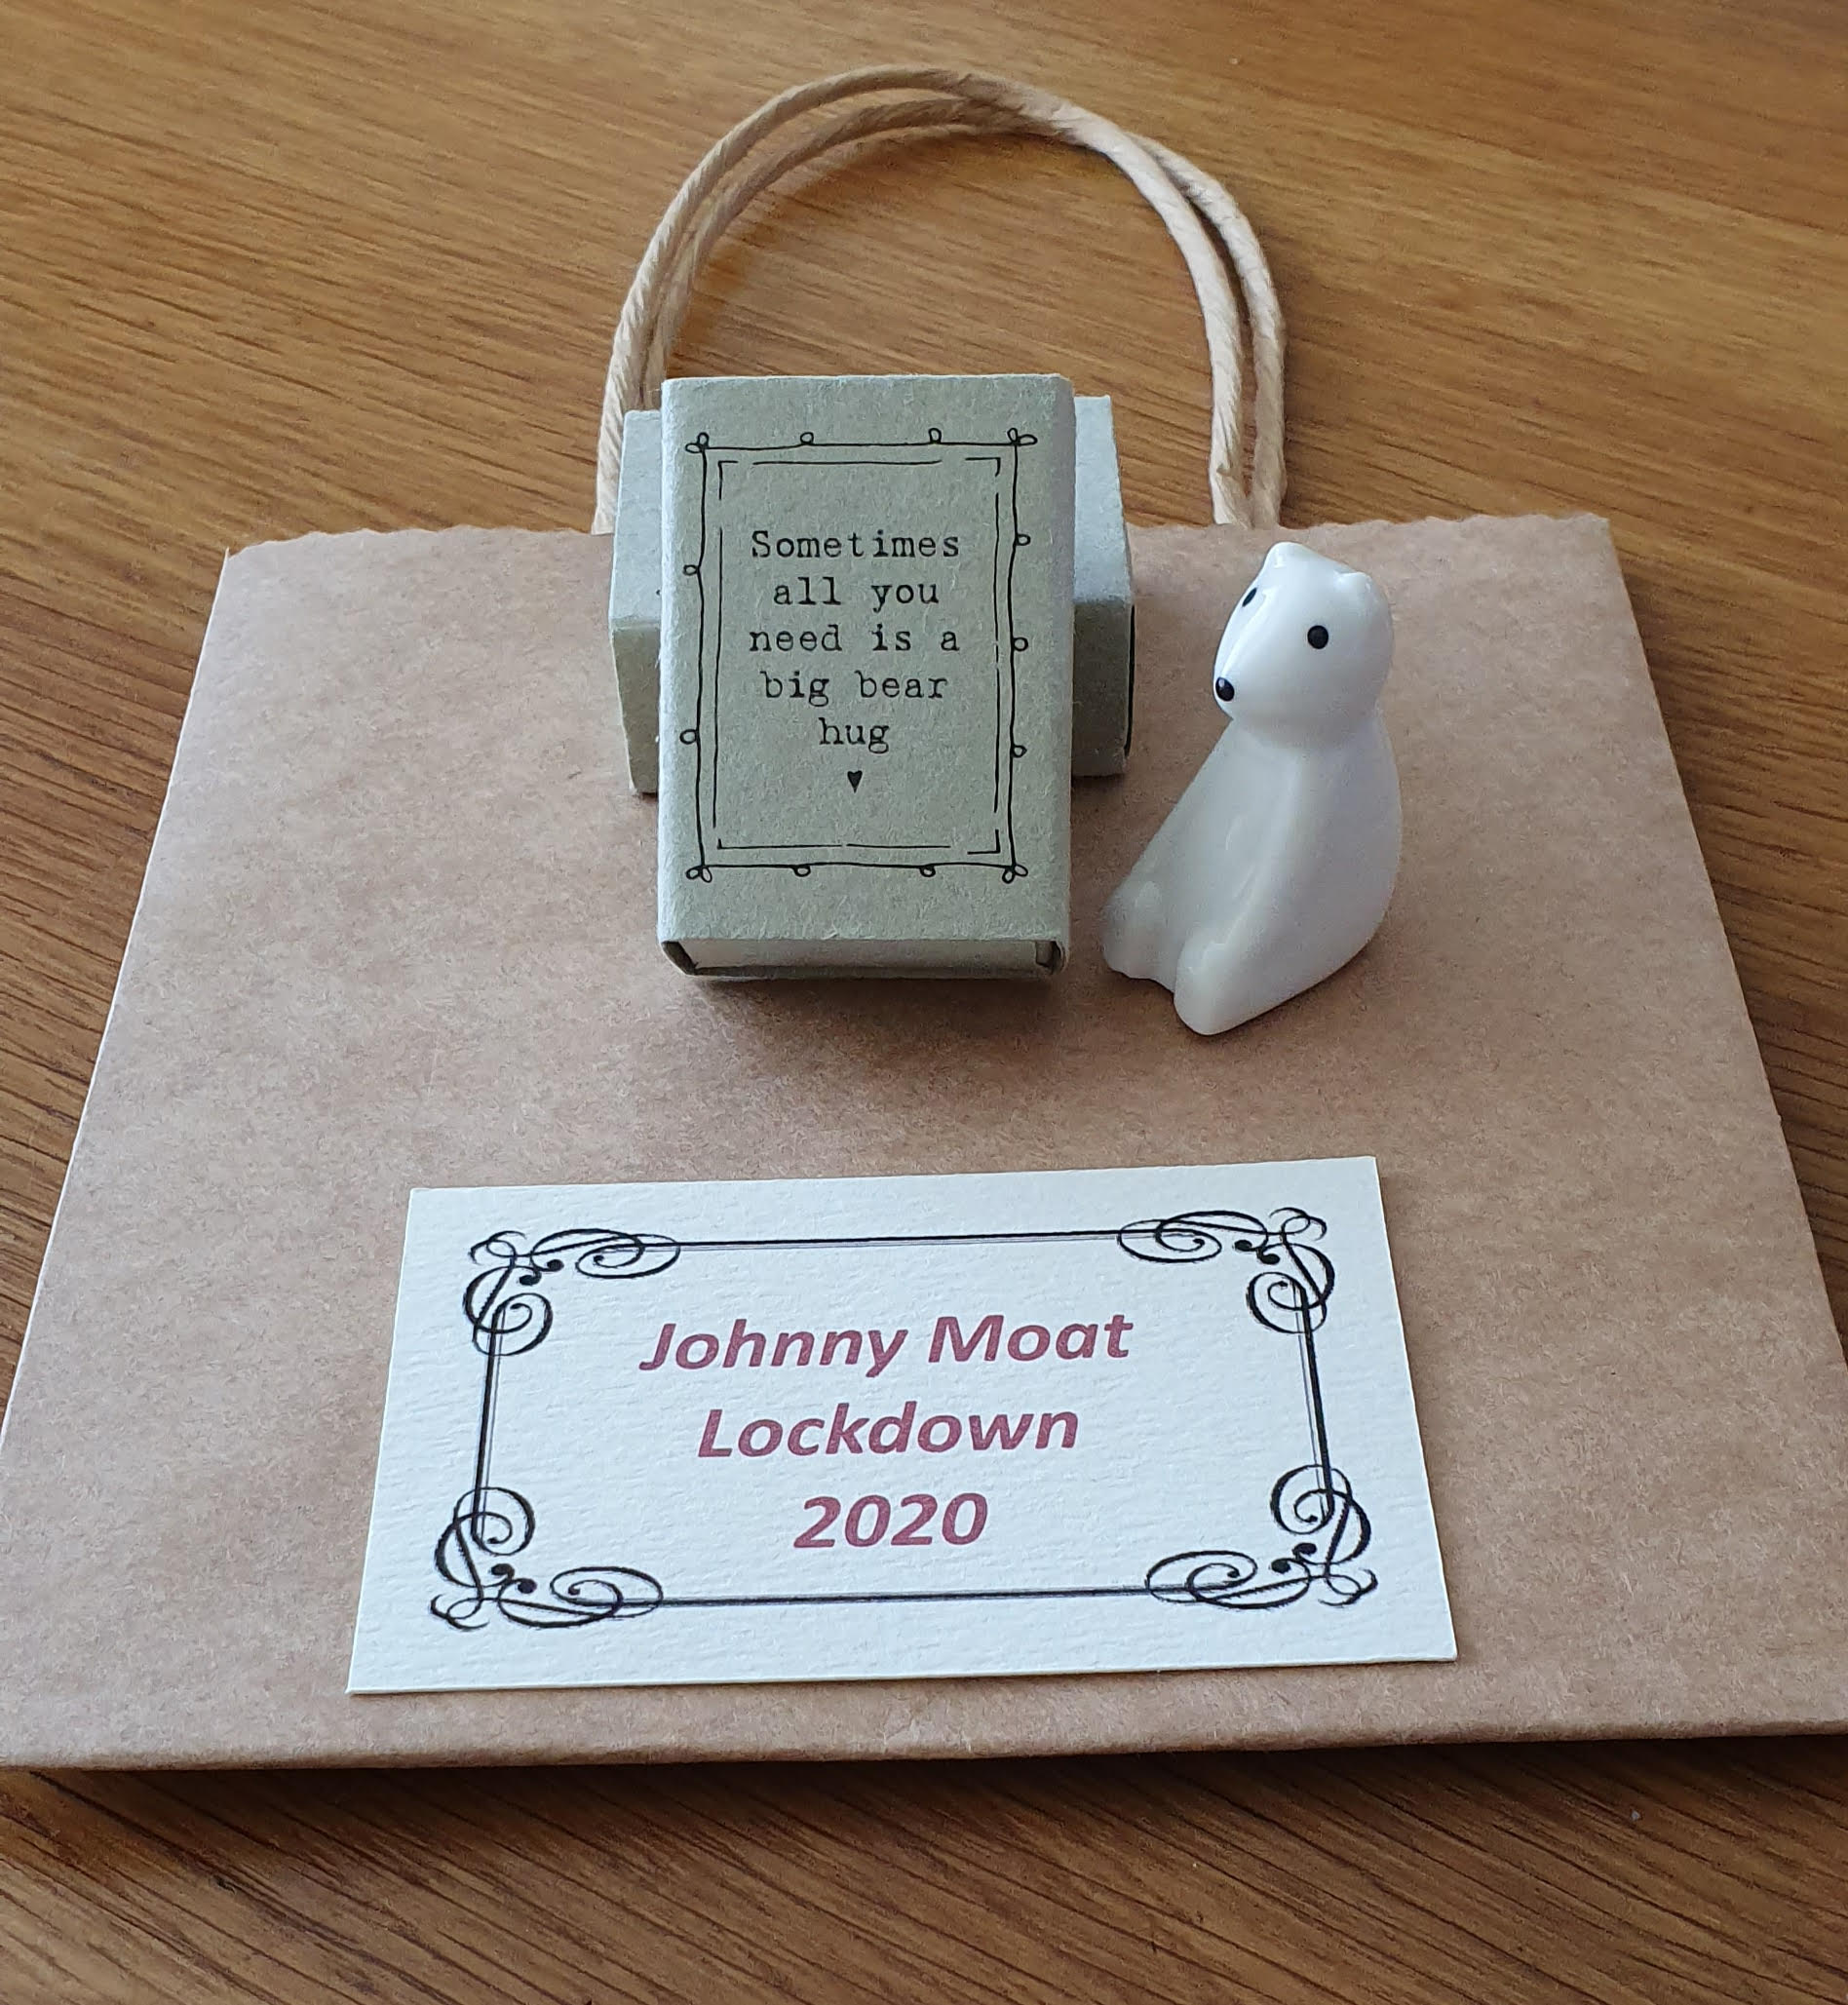 Sometimes
all you
need is a
big bear
hug
Johnny Moat
Lockdown
2020